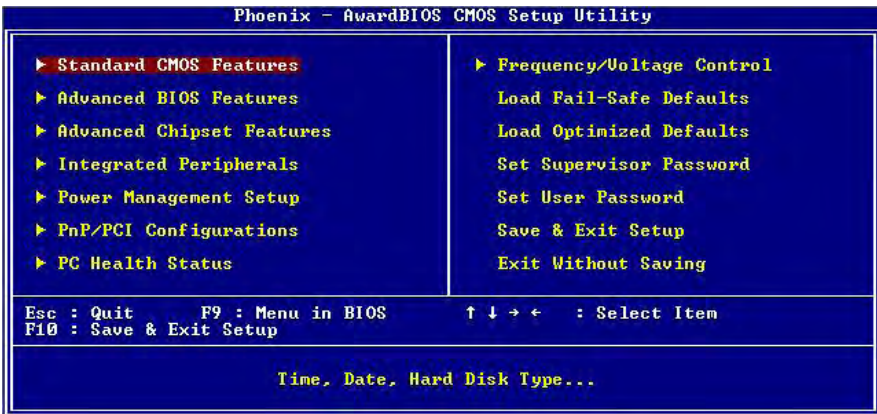 Phoenix - AwardBIOS CMOS Setup Utility
▶ Standard CMOS Features
▶ Advanced BIOS Features
▶ Advanced Chipset Features
▶ Integrated Peripherals
▶ Power Management Setup
▶ PnP/PCI Configurations
▶ PC Health Status
▶ Frequency/Voltage Control
Load Fail-Safe Defaults
Load Optimized Defaults
Set Supervisor Password
Set User Password
Save & Exit Setup
Exit Without Saving
Esc : Quit F9 : Menu in BIOS ↑ ↓ → ← : Select Item
F10 : Save & Exit Setup
Time, Date, Hard Disk Type...